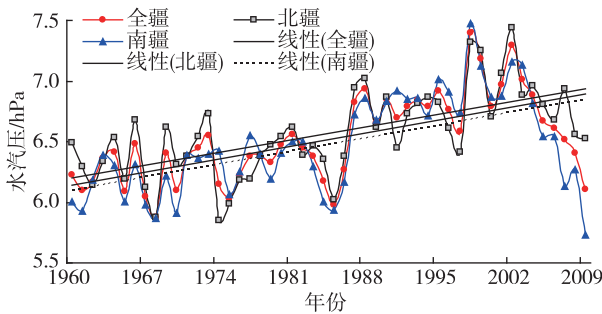 7.5
7.0
6.5
6.0
5.5
水汽压/hPa
全疆
北疆
南疆
线性(全疆)
线性(北疆)
线性(南疆)
1960 1967 1974 1981 1988 1995 2002 2009
年份